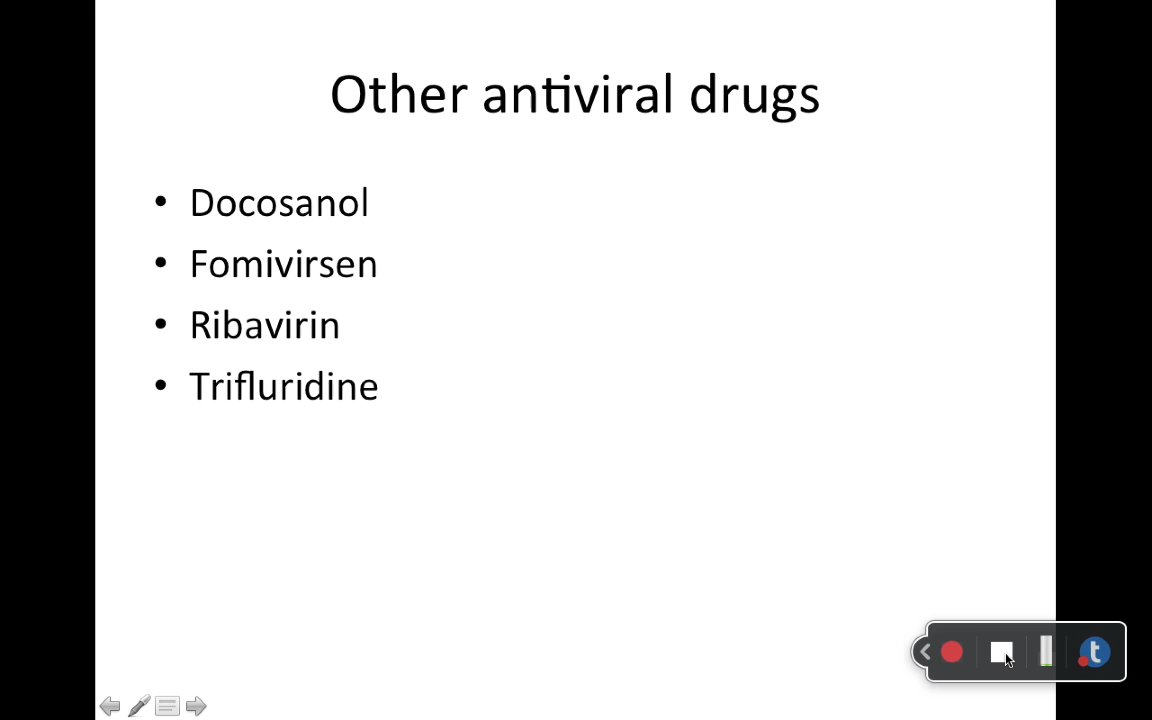 Other antiviral drugs
• Docosanol
• Fomivirsen
• Ribavirin
• Trifluridine
t